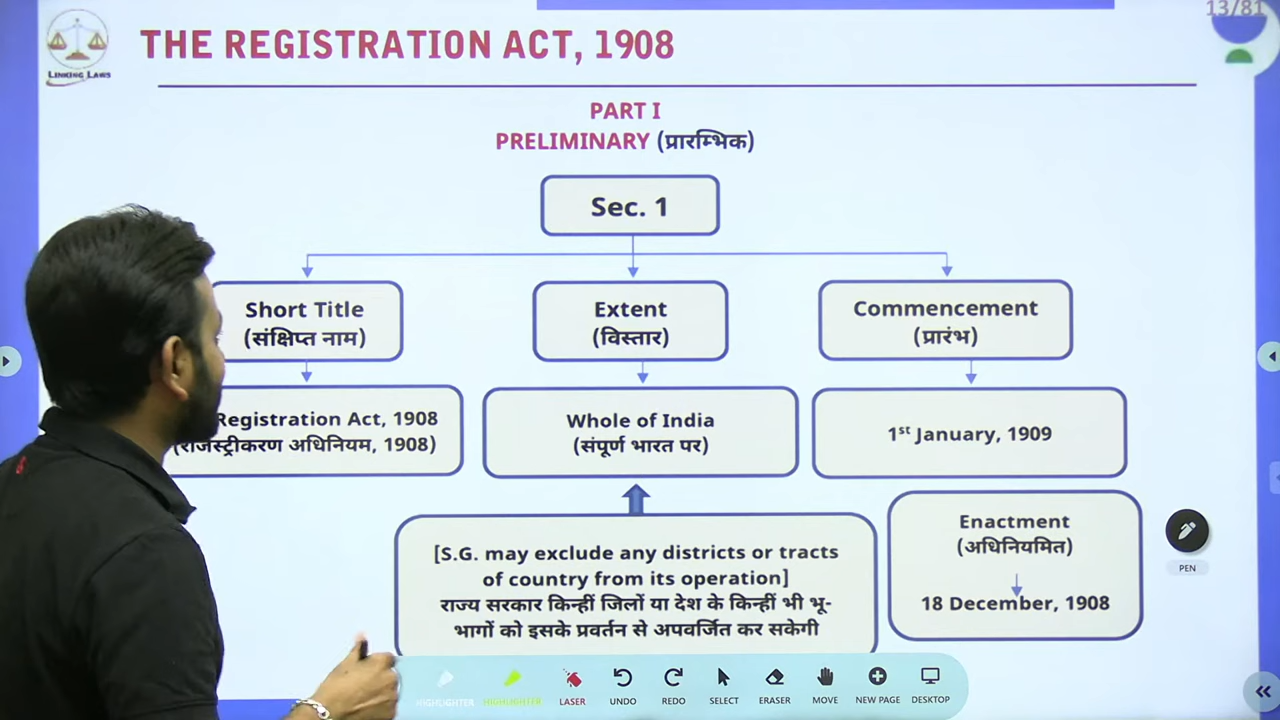 13/81
LINKING LAWS
THE REGISTRATION ACT, 1908
PART I
PRELIMINARY (प्रारम्भिक)
Sec. 1
Short Title
(संक्षिप्त नाम)
Extent
(विस्तार)
Commencement
(प्रारंभ)
Registration Act, 1908
(राजिस्ट्रीकरण अधिनियम, 1908)
Whole of India
(संपूर्ण भारत पर)
1st January, 1909
[S.G. may exclude any districts or tracts
of country from its operation]
राज्य सरकार किन्हीं जिलों या देश के किन्हीं भी भू-
भागों को इसके प्रवर्तन से अपवर्जित कर सकेगी
Enactment
(अधिनियमित)
18 December, 1908
PEN
HIGHLIGHTER
HIGHLIGHTER
LASER
UNDO
REDO
SELECT
ERASER
MOVE
NEW PAGE
DESKTOP